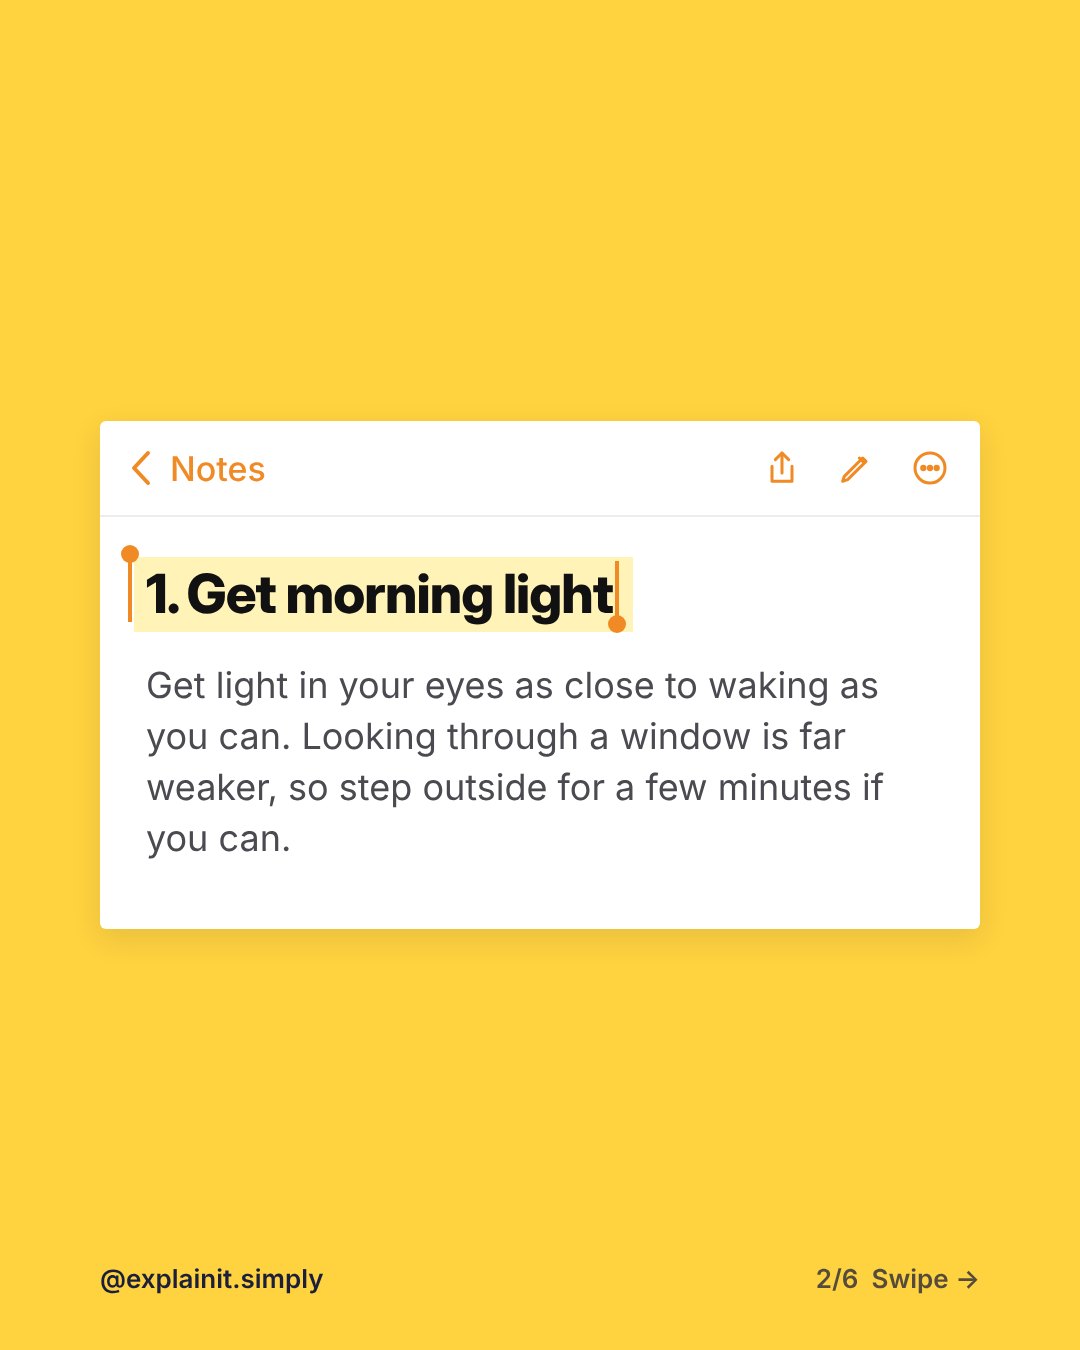 Notes
1. Get morning light
Get light in your eyes as close to waking as
you can. Looking through a window is far
weaker, so step outside for a few minutes if
you can.
@explainit.simply
2/6 Swipe →